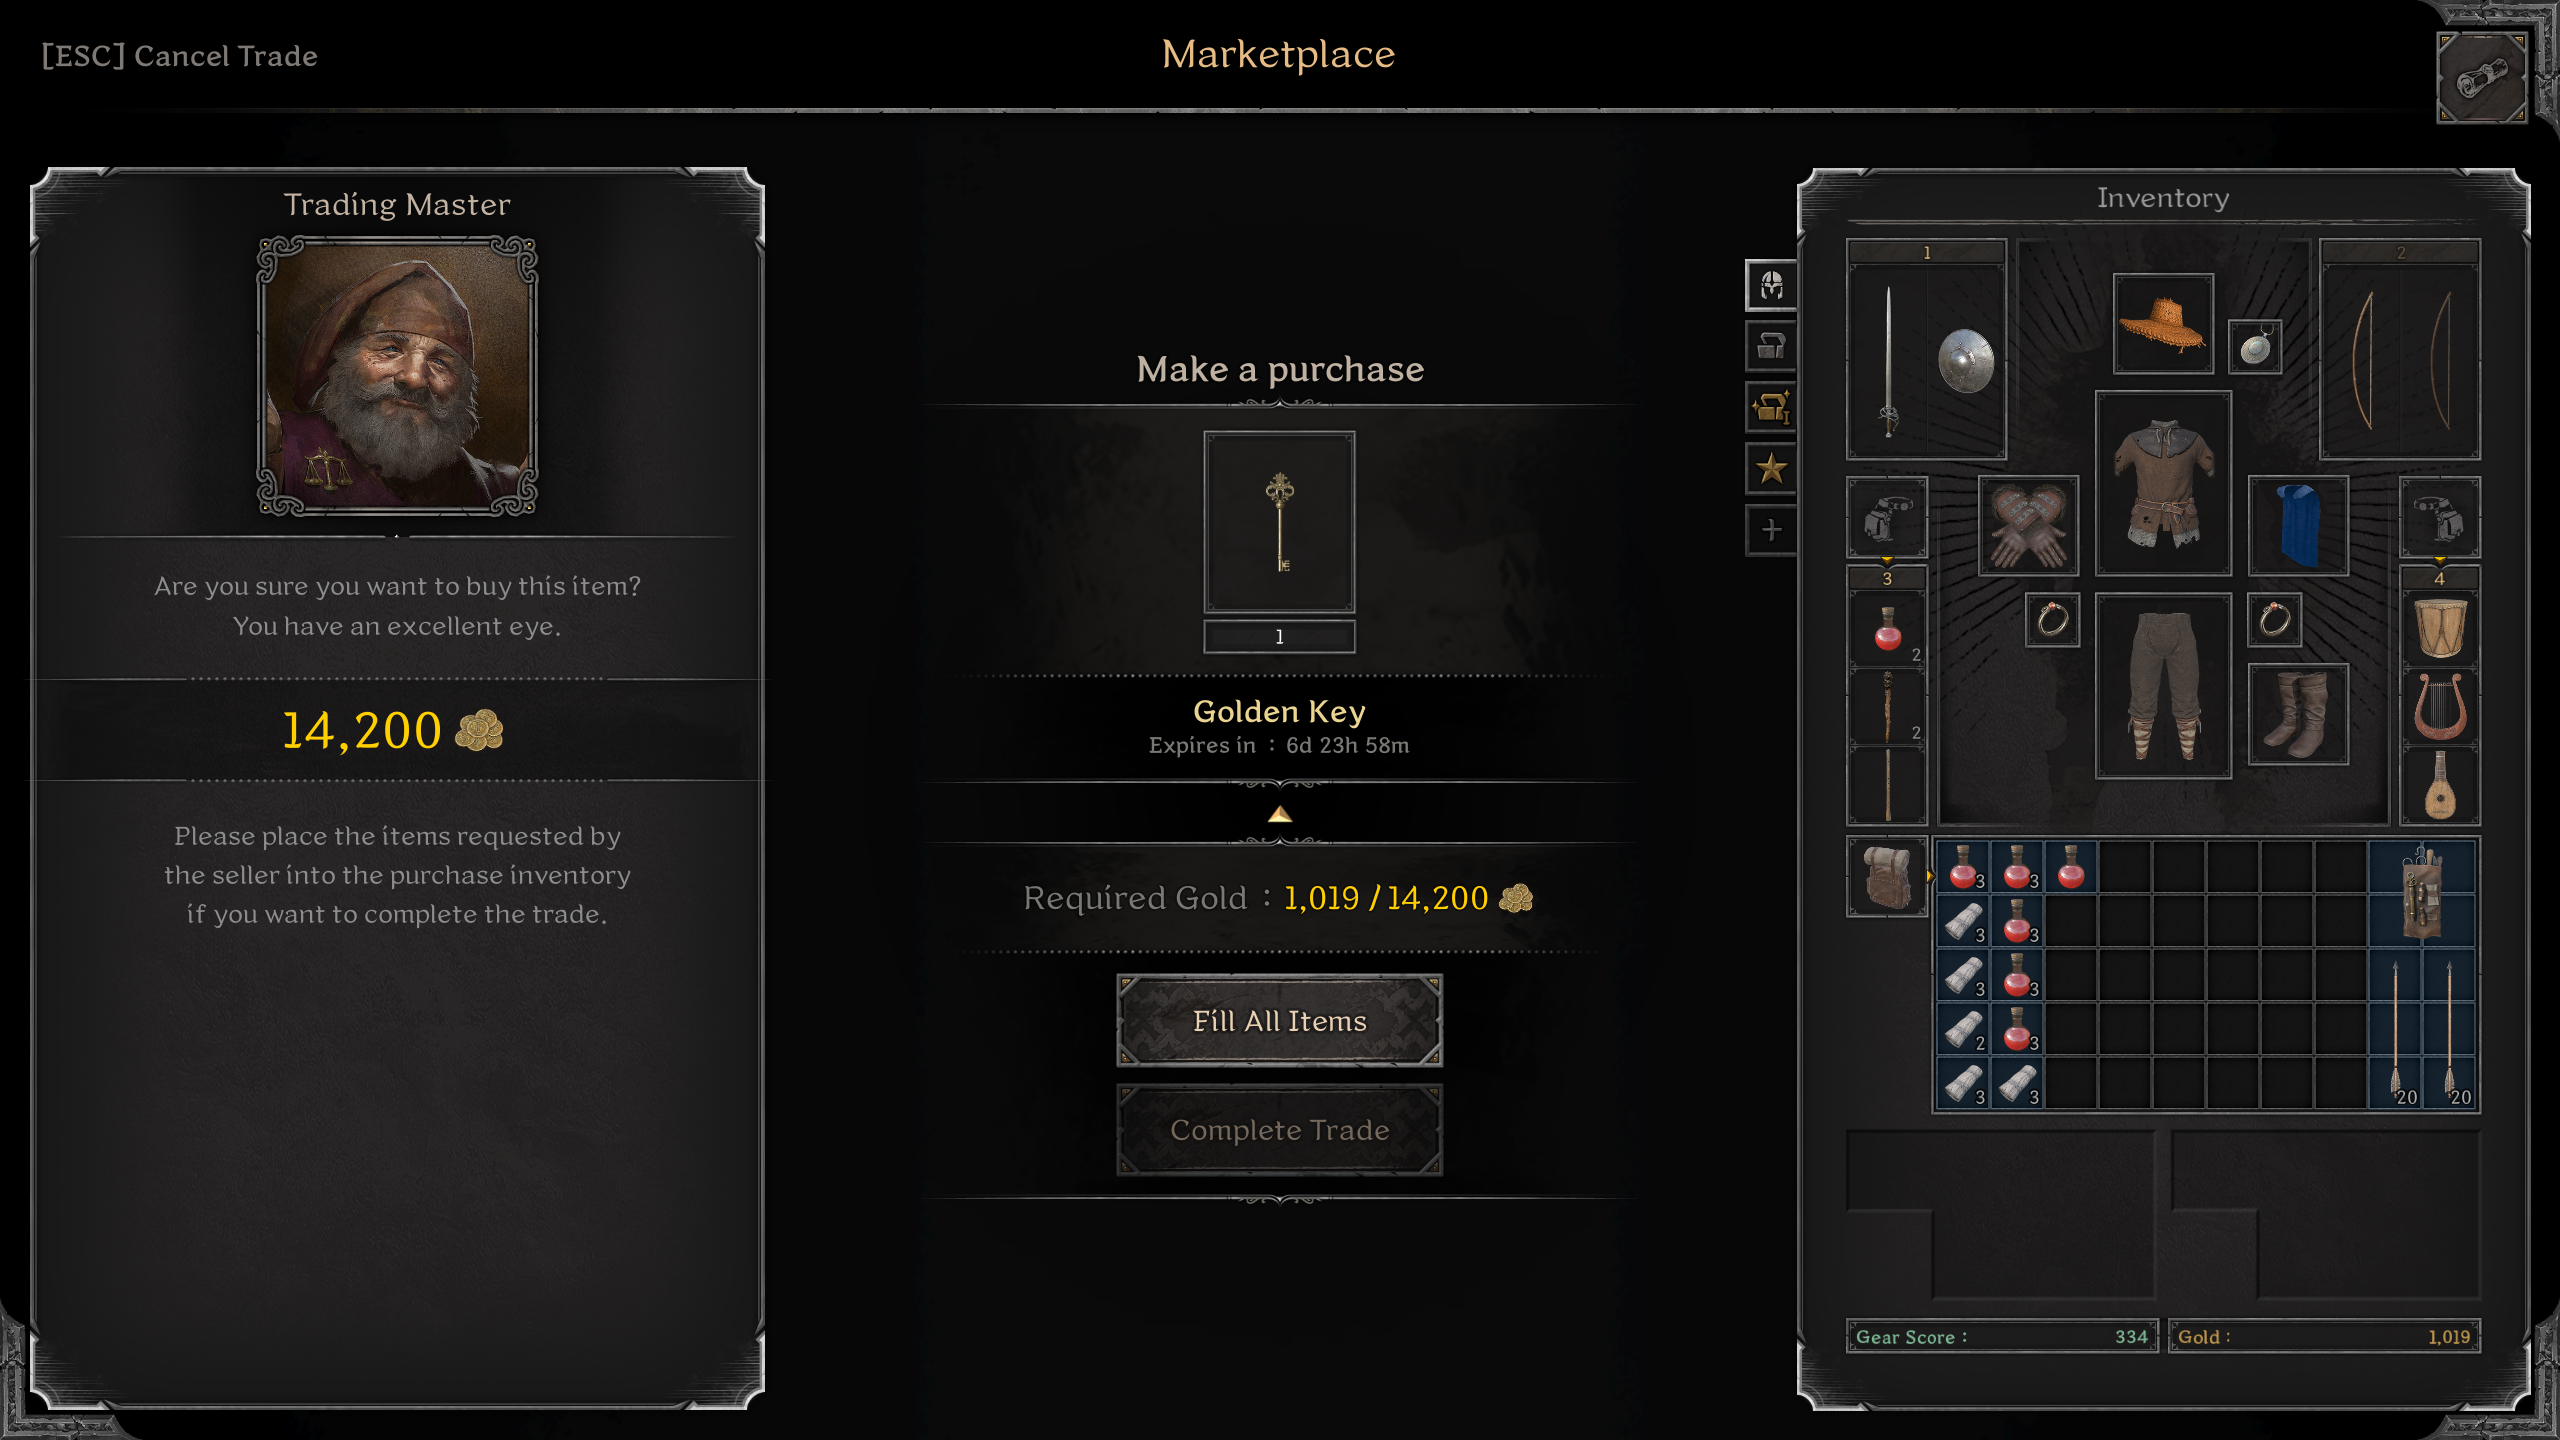 [ESC] Cancel Trade
Marketplace
Trading Master
Are you sure you want to buy this item?
You have an excellent eye.
14,200
Please place the items requested by
the seller into the purchase inventory
if you want to complete the trade.
Make a purchase
1
Golden Key
Expires in : 6d 23h 58m
Required Gold : 1,019 / 14,200
Fill All Items
Complete Trade
Inventory
1
2
3
4
2
2
3 3
3 3
3 3
2 3
3 3
20 20
Gear Score : 334
Gold : 1,019